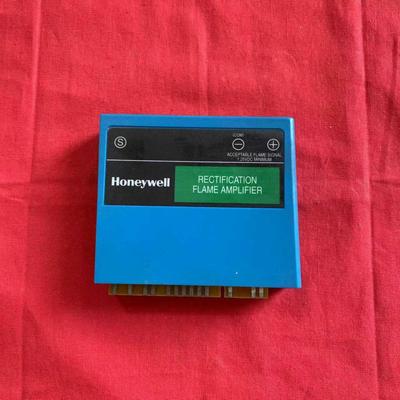 (COM)
S − +
ACCEPTABLE FLAME SIGNAL
1.25VDC MINIMUM
Honeywell
RECTIFICATION
FLAME AMPLIFIER